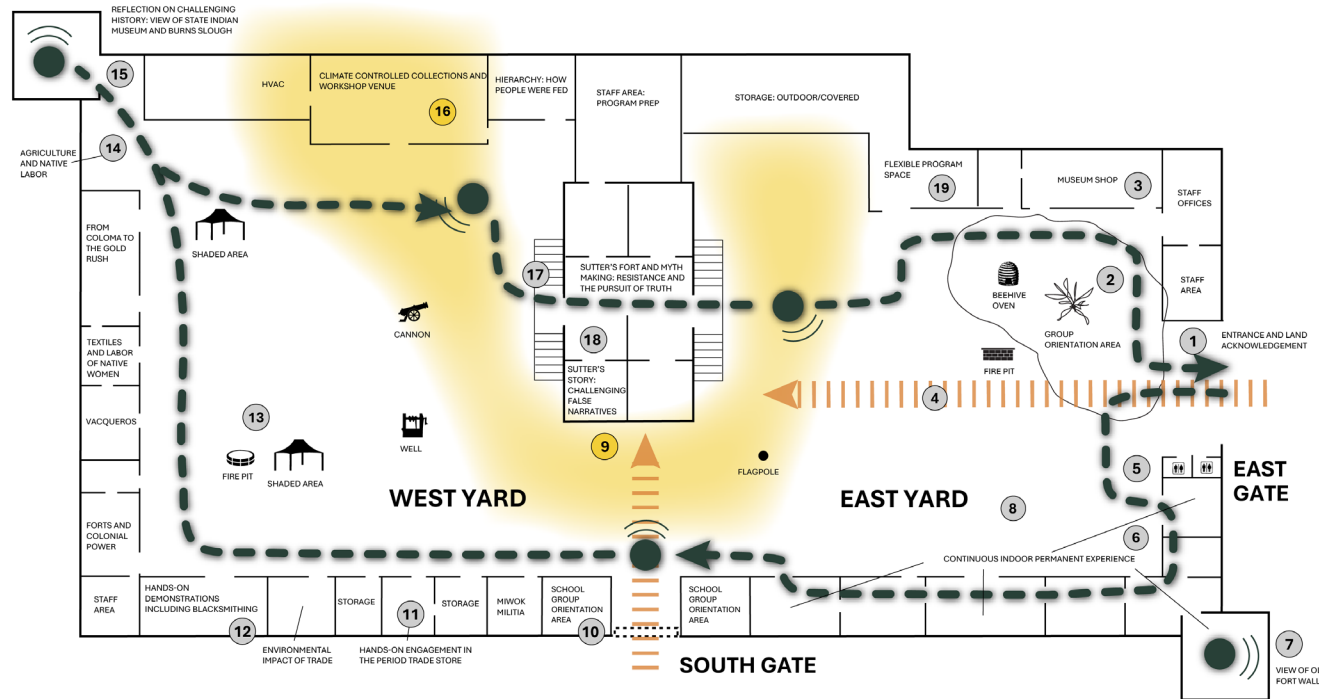 REFLECTION ON CHALLENGING
HISTORY: VIEW OF STATE INDIAN
MUSEUM AND BURNS SLOUGH
15
HVAC
CLIMATE CONTROLLED COLLECTIONS AND
WORKSHOP VENUE
16
HIERARCHY: HOW
PEOPLE WERE FED
STAFF AREA:
PROGRAM PREP
STORAGE: OUTDOOR/COVERED
14
AGRICULTURE
AND NATIVE
LABOR
FLEXIBLE PROGRAM
SPACE
19
MUSEUM SHOP
3
STAFF
OFFICES
FROM
COLOMA TO
THE GOLD
RUSH
SHADED AREA
17
SUTTER'S FORT AND MYTH
MAKING: RESISTANCE AND
THE PURSUIT OF TRUTH
BEEHIVE
OVEN
2
GROUP
ORIENTATION AREA
STAFF
AREA
CANNON
18
FIRE PIT
1
ENTRANCE AND LAND
ACKNOWLEDGEMENT
TEXTILES
AND LABOR
OF NATIVE
WOMEN
SUTTER'S
STORY:
CHALLENGING
FALSE
NARRATIVES
4
VACQUEROS
13
WELL
9
FLAGPOLE
FIRE PIT
SHADED AREA
5
EAST
GATE
WEST YARD
EAST YARD
8
FORTS AND
COLONIAL
POWER
6
CONTINUOUS INDOOR PERMANENT EXPERIENCE
STAFF
AREA
HANDS-ON
DEMONSTRATIONS
INCLUDING BLACKSMITHING
12
ENVIRONMENTAL
IMPACT OF TRADE
STORAGE
11
HANDS-ON ENGAGEMENT IN
THE PERIOD TRADE STORE
STORAGE
MIWOK
MILITIA
SCHOOL
GROUP
ORIENTATION
AREA
10
SCHOOL
GROUP
ORIENTATION
AREA
SOUTH GATE
7
VIEW OF OL
FORT WALL